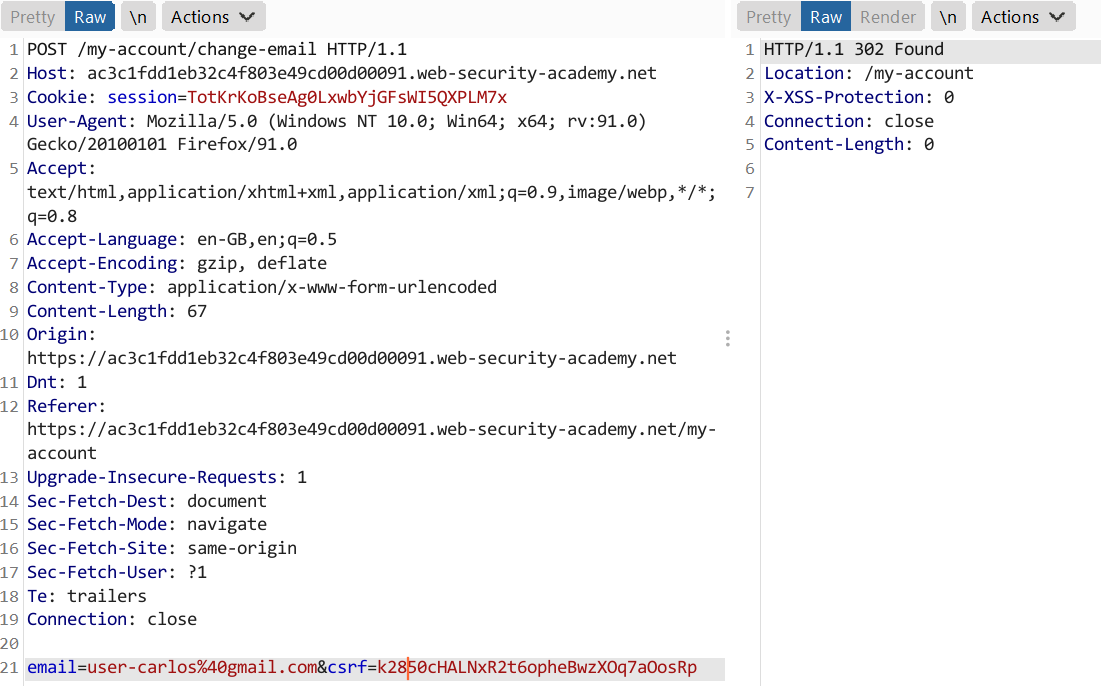 Pretty Raw \n Actions
1 POST /my-account/change-email HTTP/1.1
2 Host: ac3c1fdd1eb32c4f803e49cd00d00091.web-security-academy.net
3 Cookie: session=TotKrKoBseAg0LxwbYjGFsWI5QXPLM7x
4 User-Agent: Mozilla/5.0 (Windows NT 10.0; Win64; x64; rv:91.0)
Gecko/20100101 Firefox/91.0
5 Accept:
text/html,application/xhtml+xml,application/xml;q=0.9,image/webp,*/*;
q=0.8
6 Accept-Language: en-GB,en;q=0.5
7 Accept-Encoding: gzip, deflate
8 Content-Type: application/x-www-form-urlencoded
9 Content-Length: 67
10 Origin:
https://ac3c1fdd1eb32c4f803e49cd00d00091.web-security-academy.net
11 Dnt: 1
12 Referer:
https://ac3c1fdd1eb32c4f803e49cd00d00091.web-security-academy.net/my-
account
13 Upgrade-Insecure-Requests: 1
14 Sec-Fetch-Dest: document
15 Sec-Fetch-Mode: navigate
16 Sec-Fetch-Site: same-origin
17 Sec-Fetch-User: ?1
18 Te: trailers
19 Connection: close
20
21 email=user-carlos%40gmail.com&csrf=k2850cHALNxR2t6opheBwzXOq7aOosRp
Pretty Raw Render \n Actions
1 HTTP/1.1 302 Found
2 Location: /my-account
3 X-XSS-Protection: 0
4 Connection: close
5 Content-Length: 0
6
7